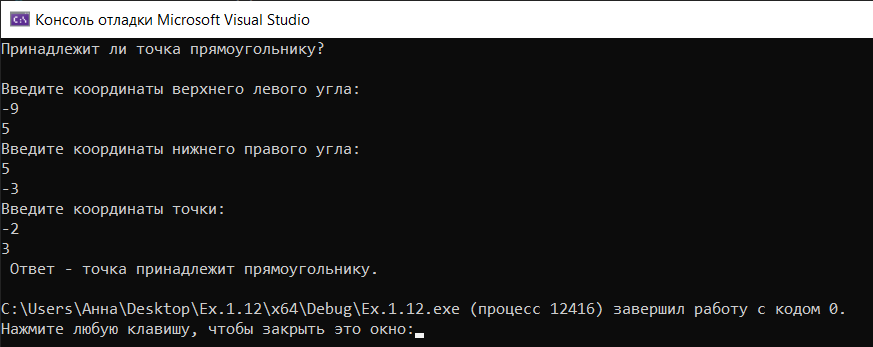 Консоль отладки Microsoft Visual Studio
Принадлежит ли точка прямоугольнику?
Введите координаты верхнего левого угла:
-9
5
Введите координаты нижнего правого угла:
5
-3
Введите координаты точки:
-2
3
Ответ - точка принадлежит прямоугольнику.
C:\Users\Анна\Desktop\Ex.1.12\x64\Debug\Ex.1.12.exe (процесс 12416) завершил работу с кодом 0.
Нажмите любую клавишу, чтобы закрыть это окно: